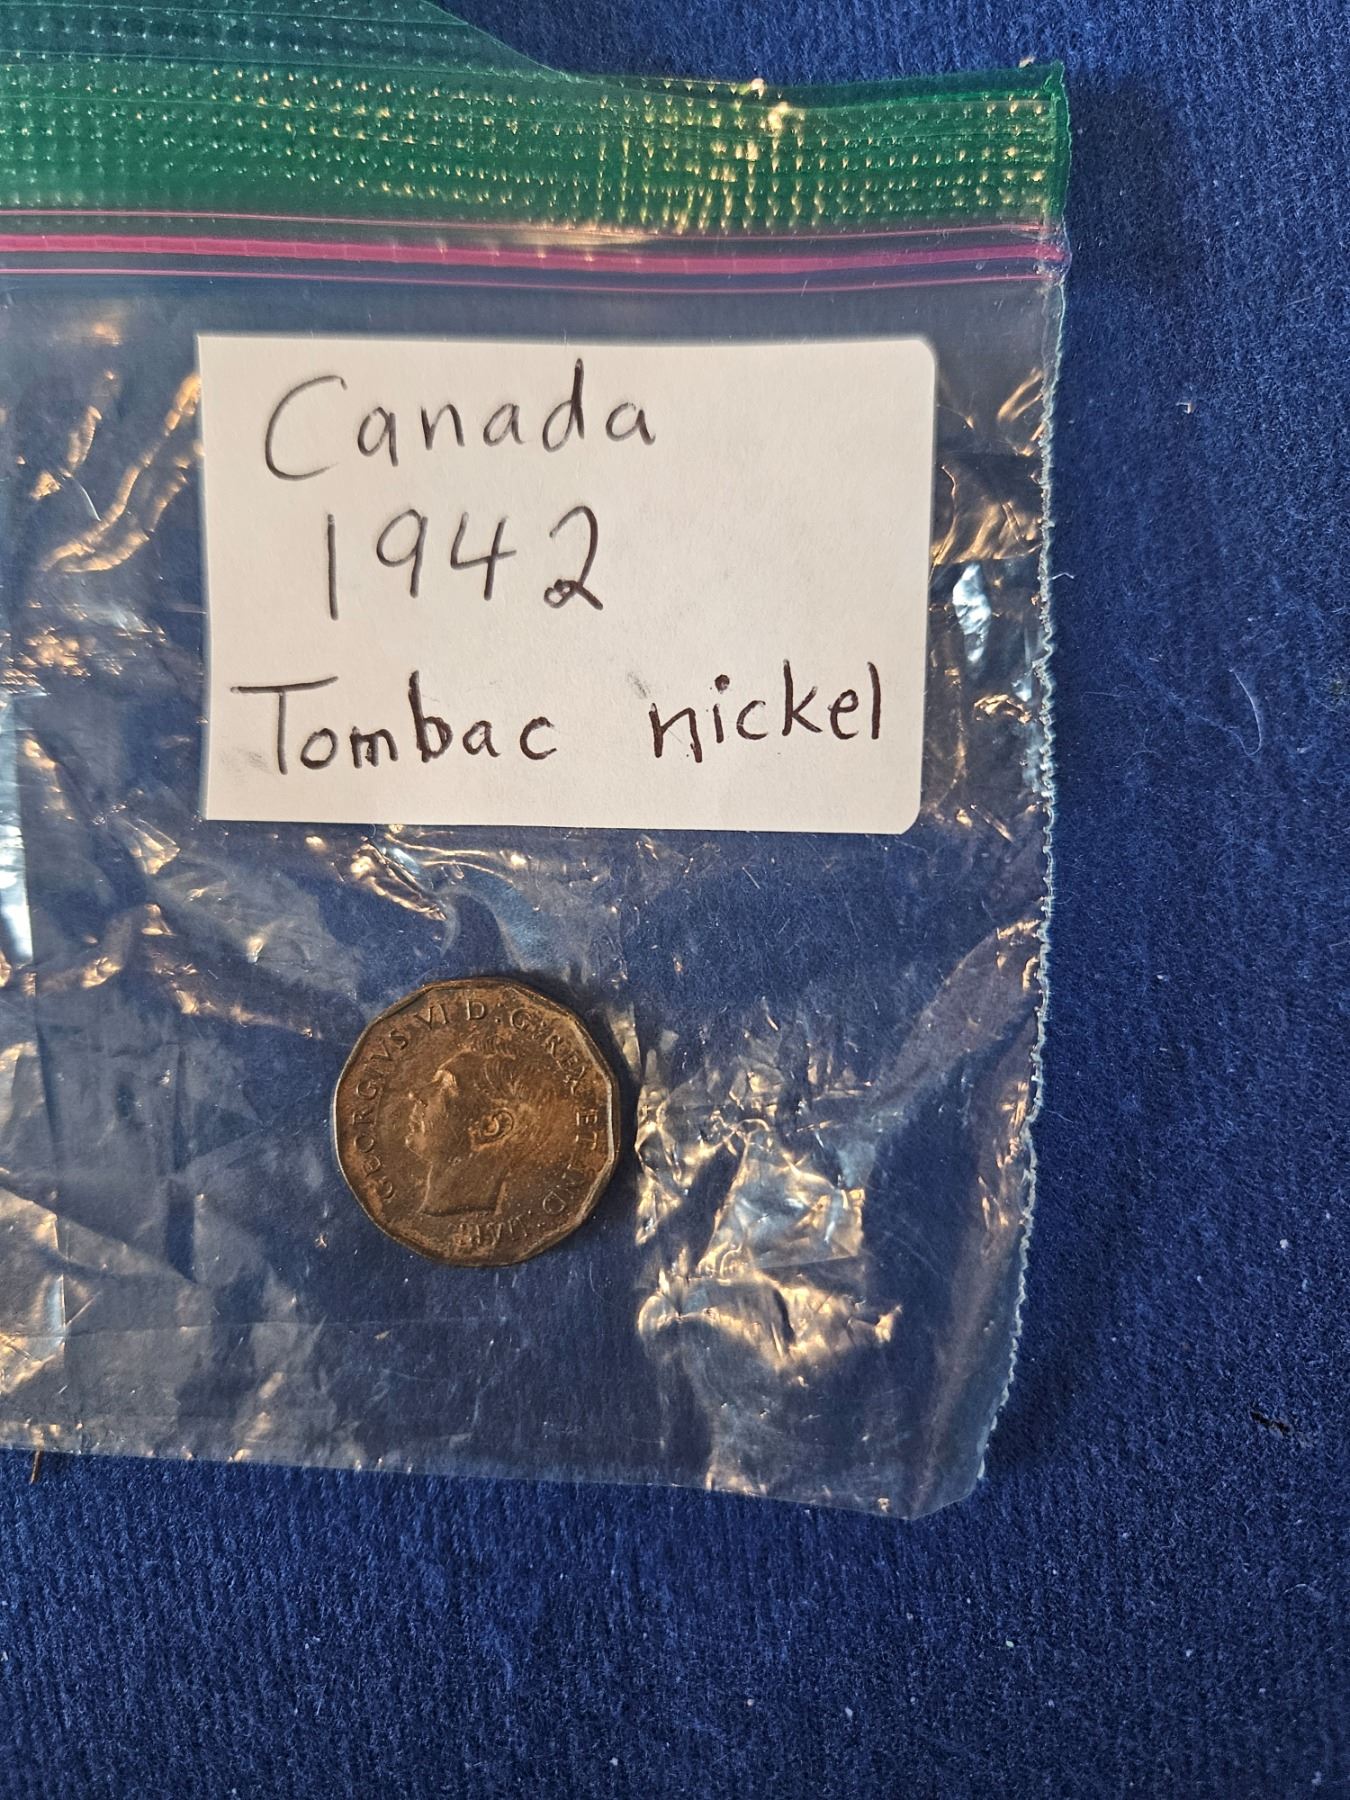 Canada
1942
Tombac nickel
GEORGIVS VI D:G:REX ET IND:IMP: